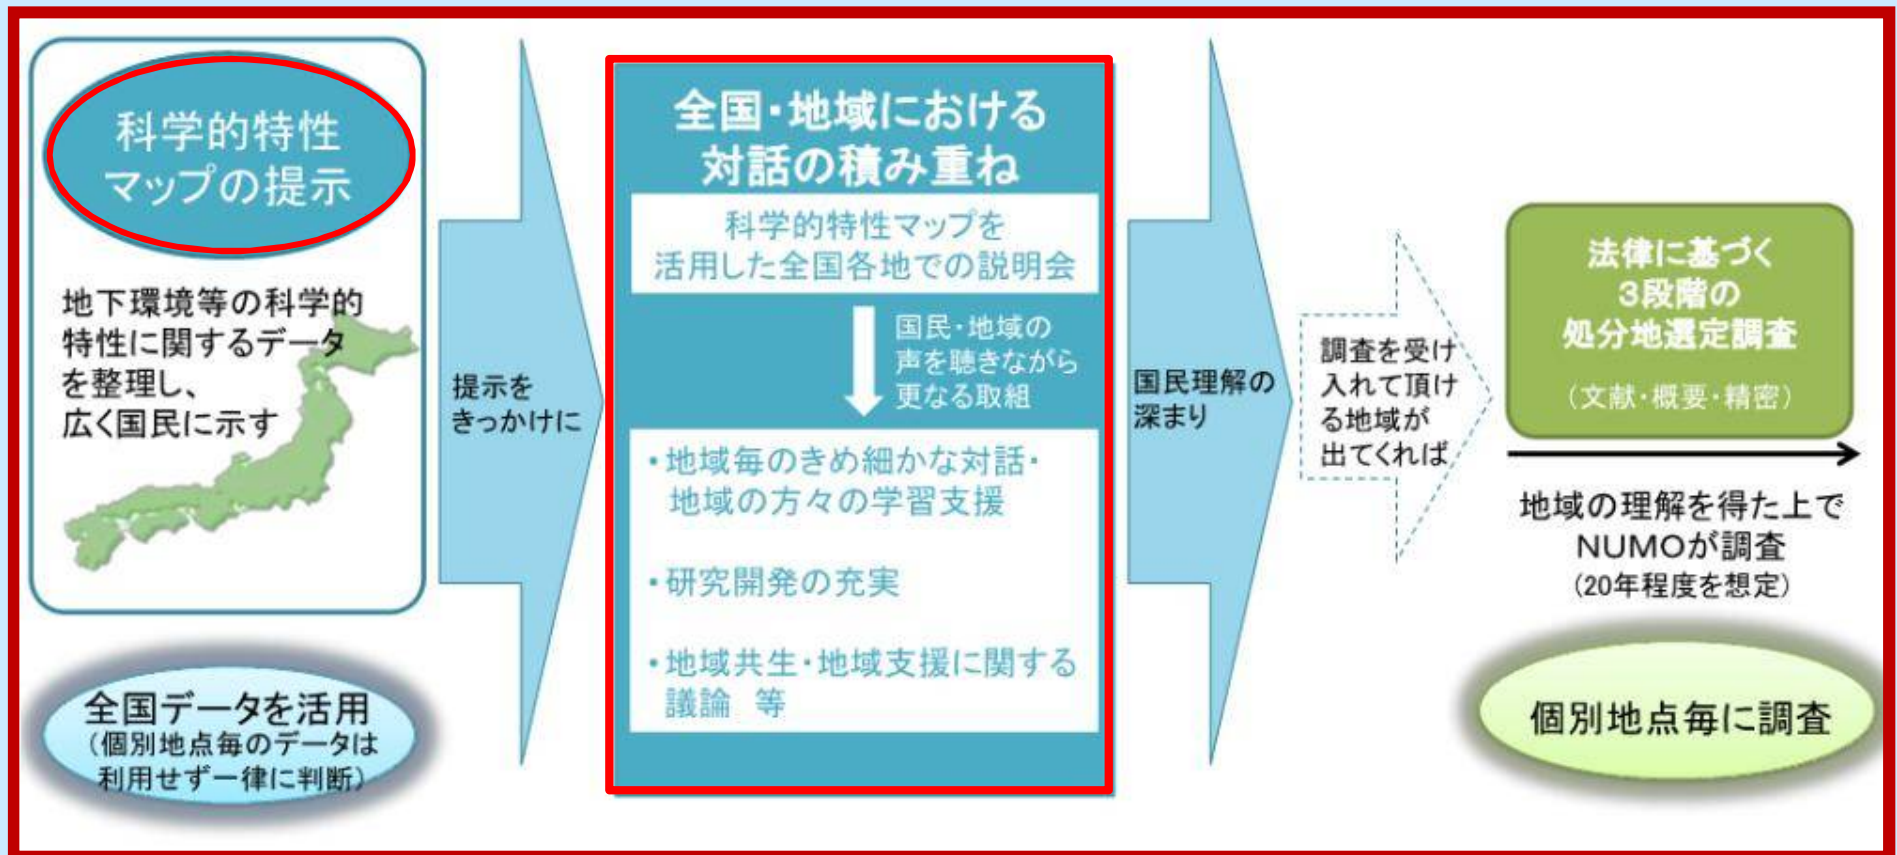 科学的特性
マップの提示
地下環境等の科学的
特性に関するデータ
を整理し、
広く国民に示す
全国データを活用
（個別地点毎のデータは
利用せず一律に判断）
提示を
きっかけに
全国・地域における
対話の積み重ね
科学的特性マップを
活用した全国各地での説明会
国民・地域の
声を聴きながら
更なる取組
・地域毎のきめ細かな対話・
地域の方々の学習支援
・研究開発の充実
・地域共生・地域支援に関する
議論　等
国民理解の
深まり
調査を受け
入れて頂け
る地域が
出てくれば
法律に基づく
３段階の
処分地選定調査
（文献・概要・精密）
地域の理解を得た上で
NUMOが調査
（20年程度を想定）
個別地点毎に調査